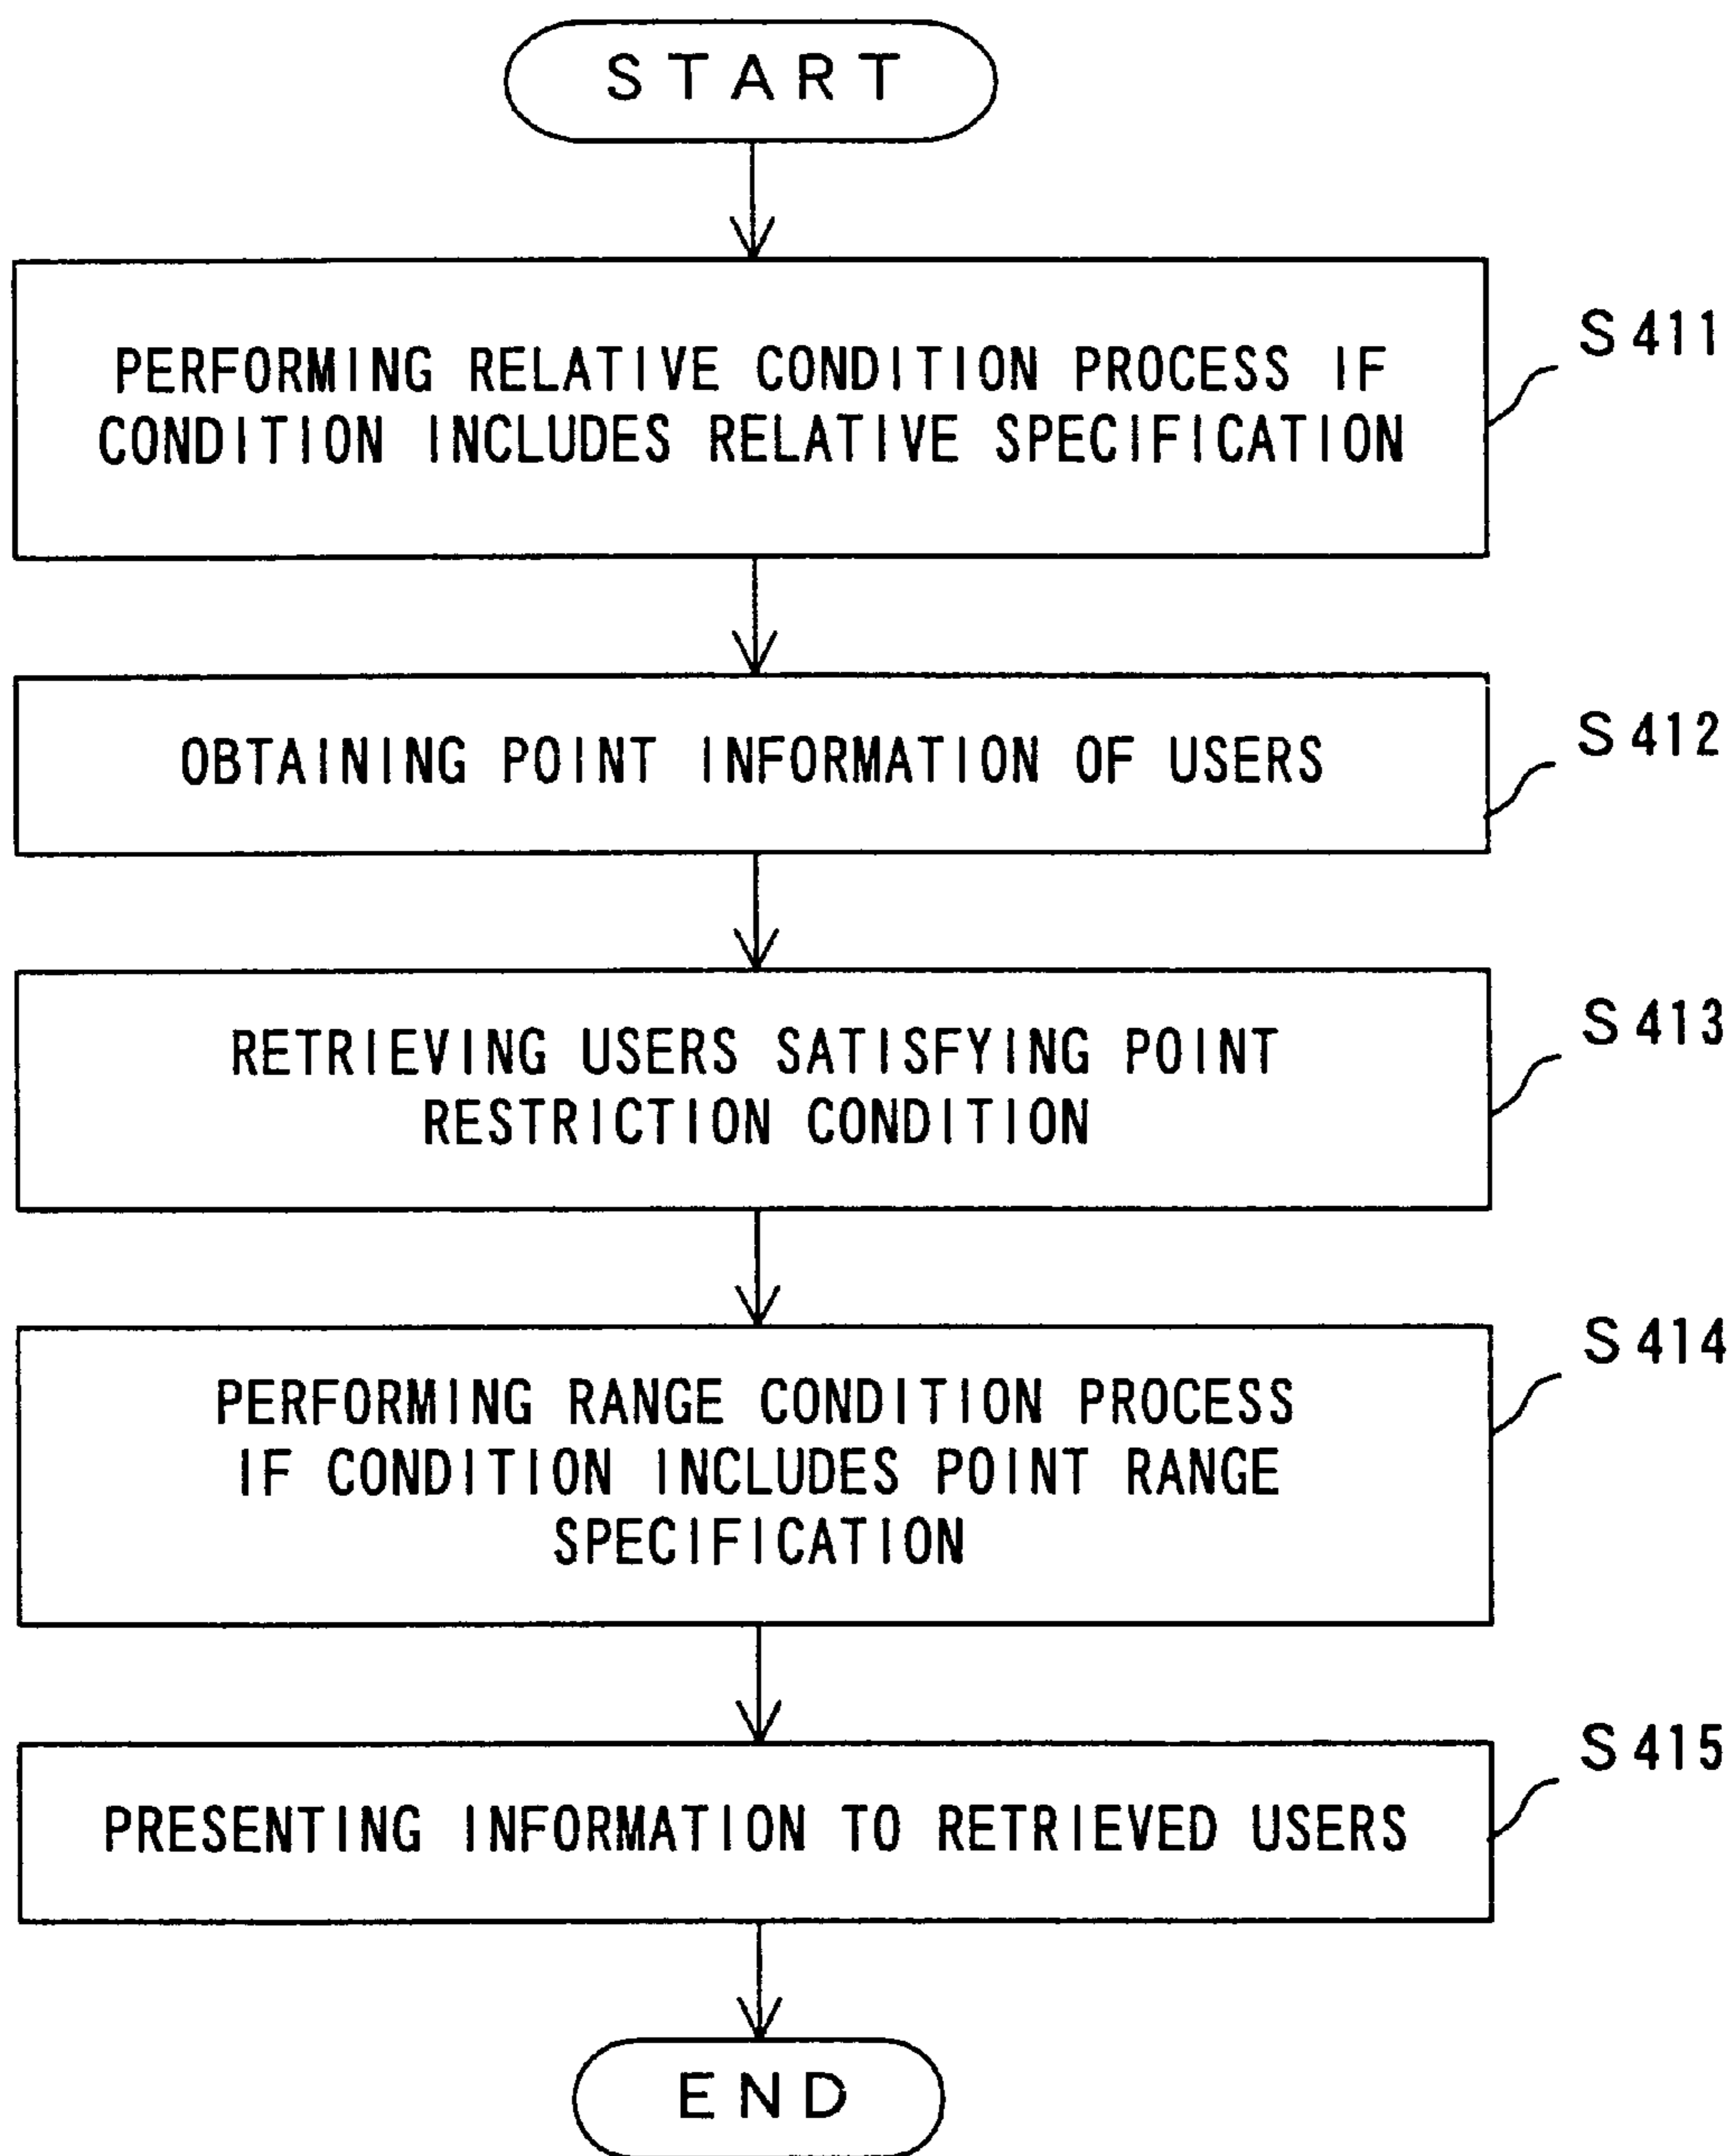 START
PERFORMING RELATIVE CONDITION PROCESS IF
CONDITION INCLUDES RELATIVE SPECIFICATION
S411
OBTAINING POINT INFORMATION OF USERS
S412
RETRIEVING USERS SATISFYING POINT
RESTRICTION CONDITION
S413
PERFORMING RANGE CONDITION PROCESS
IF CONDITION INCLUDES POINT RANGE
SPECIFICATION
S414
PRESENTING INFORMATION TO RETRIEVED USERS
S415
END